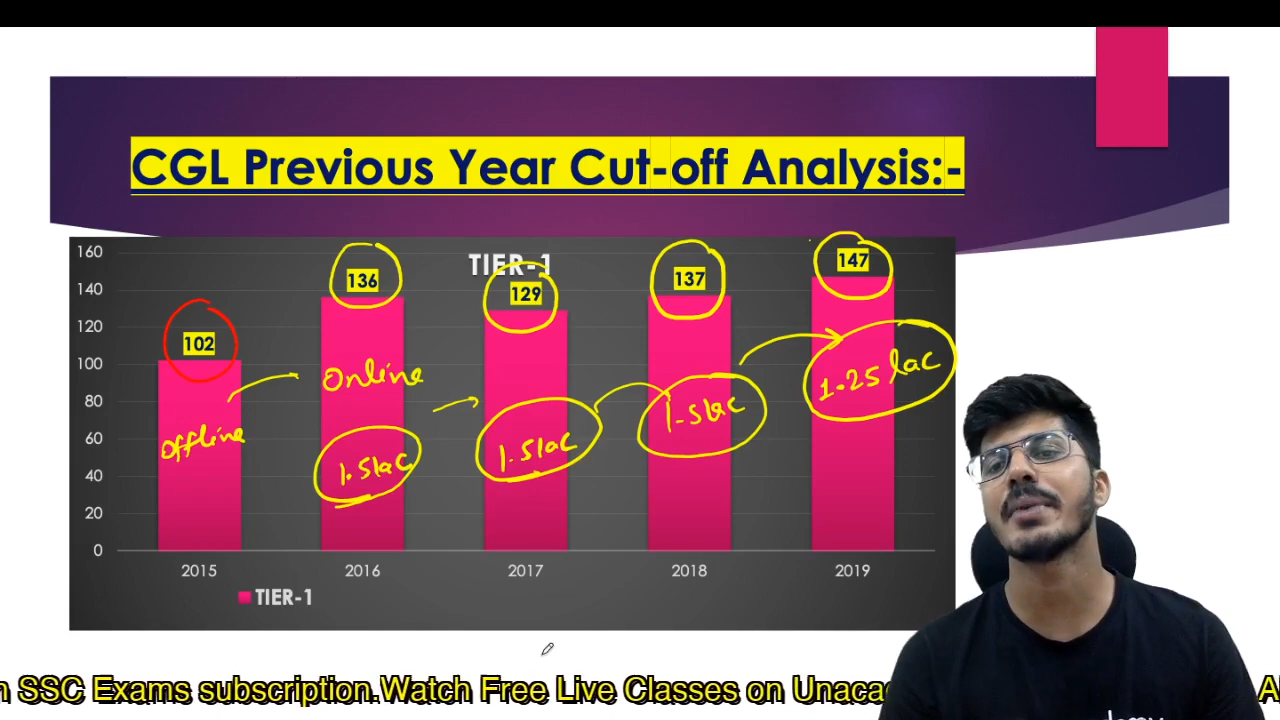 CGL Previous Year Cut-off Analysis:-
TIER-1
160
140
120
100
80
60
40
20
0
102
136
129
137
147
Offline
Online
1.5lac
1.5lac
1.5lac
1.25 lac
2015
2016
2017
2018
2019
TIER-1
SSC Exams subscription.Watch Free Live Classes on